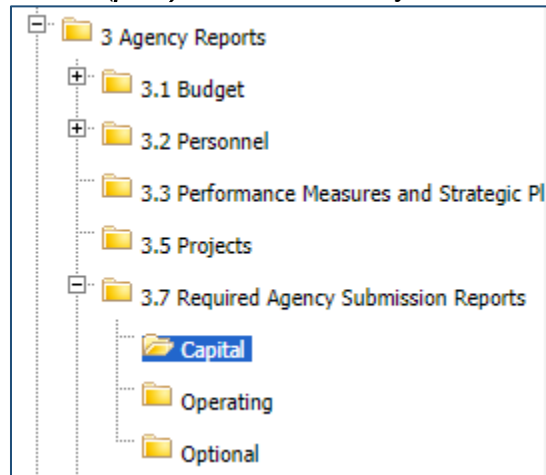 3 Agency Reports
3.1 Budget
3.2 Personnel
3.3 Performance Measures and Strategic Pl
3.5 Projects
3.7 Required Agency Submission Reports
Capital
Operating
Optional